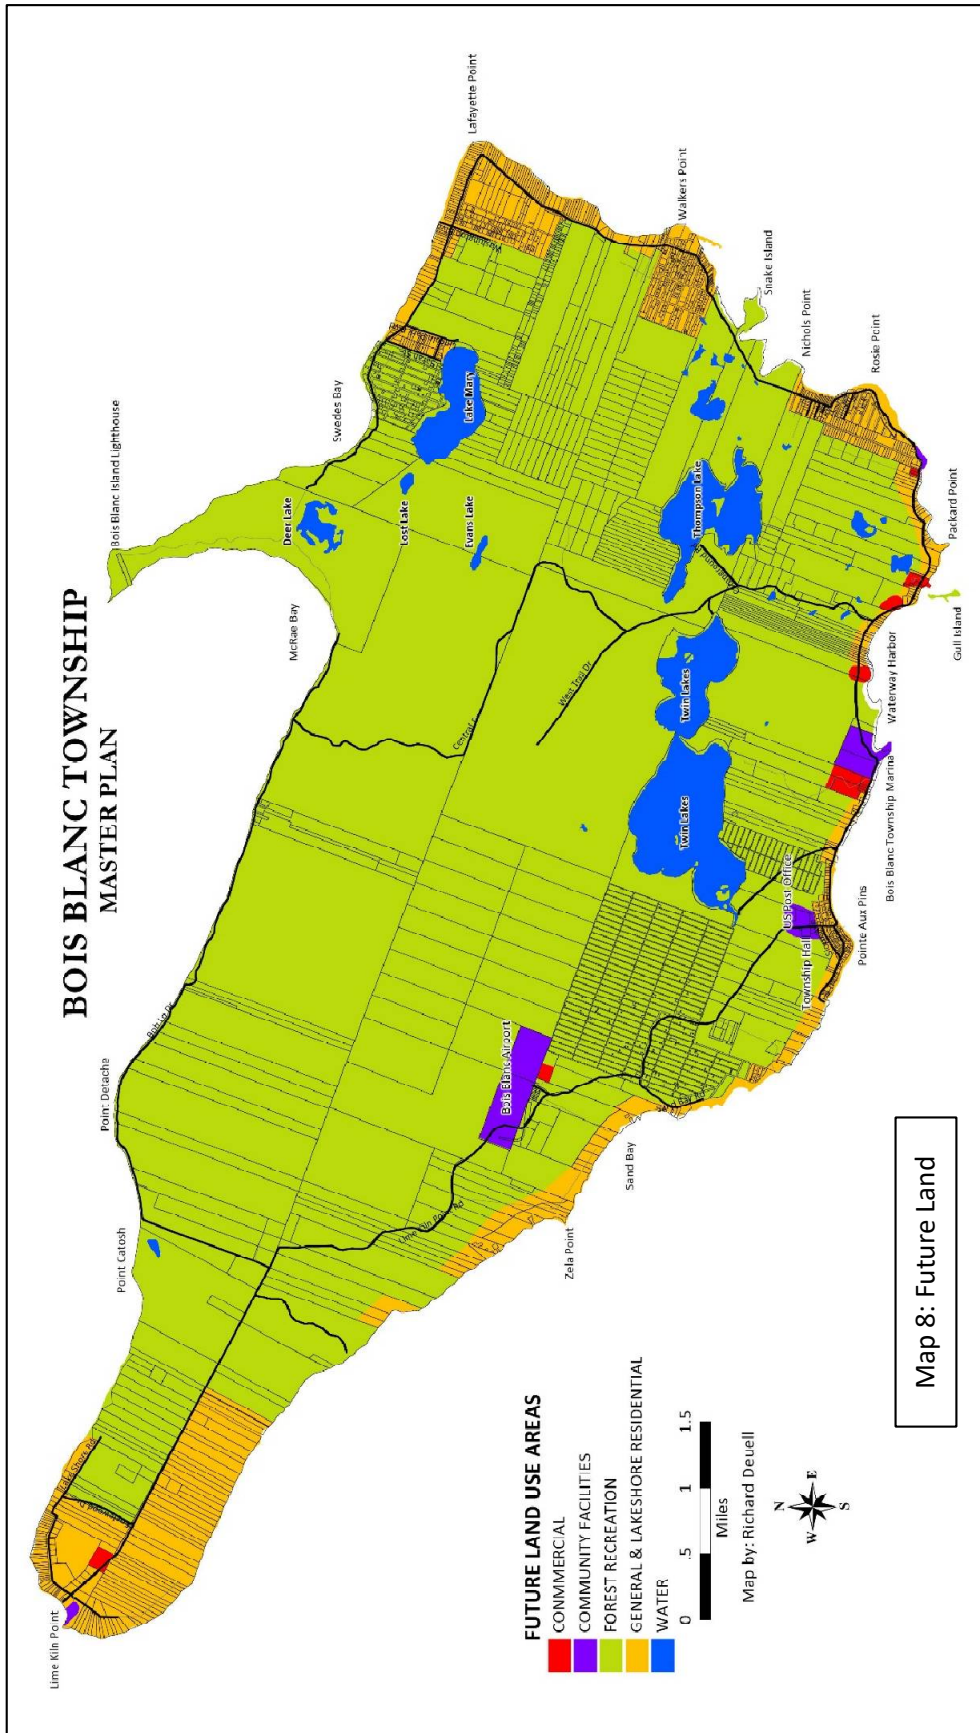 BOIS BLANC TOWNSHIP
MASTER PLAN
Lime Kiln Point
Point Catosh
Point Detache
McRae Bay
Bois Blanc Island Lighthouse
Swedes Bay
Lafayette Point
Walkers Point
Snake Island
Nichols Point
Rosie Point
Packard Point
Gull Island
Waterway Harbor
Bois Blanc Township Marina
Pointe Aux Pins
Township Hall
US Post Office
Sand Bay
Zela Point
Bois Blanc Airport
Deer Lake
Lost Lake
Evans Lake
Lake Mary
Thompson Lake
Twin Lakes
Twin Lakes
West End Dr
FUTURE LAND USE AREAS
CONMMERCIAL
COMMUNITY FACILITIES
FOREST RECREATION
GENERAL & LAKESHORE RESIDENTIAL
WATER
0 .5 1 1.5
Miles
Map by: Richard Deuell
N
W E
S
Map 8: Future Land